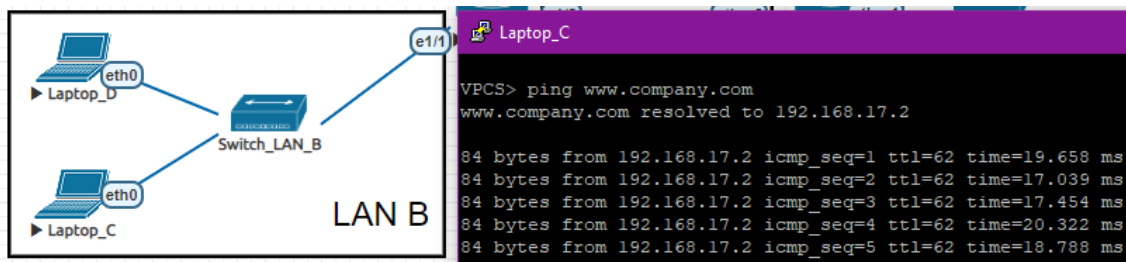 eth0
▶ Laptop_D
e1/1
Switch_LAN_B
eth0
▶ Laptop_C
LAN B
Laptop_C
VPCS> ping www.company.com
www.company.com resolved to 192.168.17.2
84 bytes from 192.168.17.2 icmp_seq=1 ttl=62 time=19.658 ms
84 bytes from 192.168.17.2 icmp_seq=2 ttl=62 time=17.039 ms
84 bytes from 192.168.17.2 icmp_seq=3 ttl=62 time=17.454 ms
84 bytes from 192.168.17.2 icmp_seq=4 ttl=62 time=20.322 ms
84 bytes from 192.168.17.2 icmp_seq=5 ttl=62 time=18.788 ms